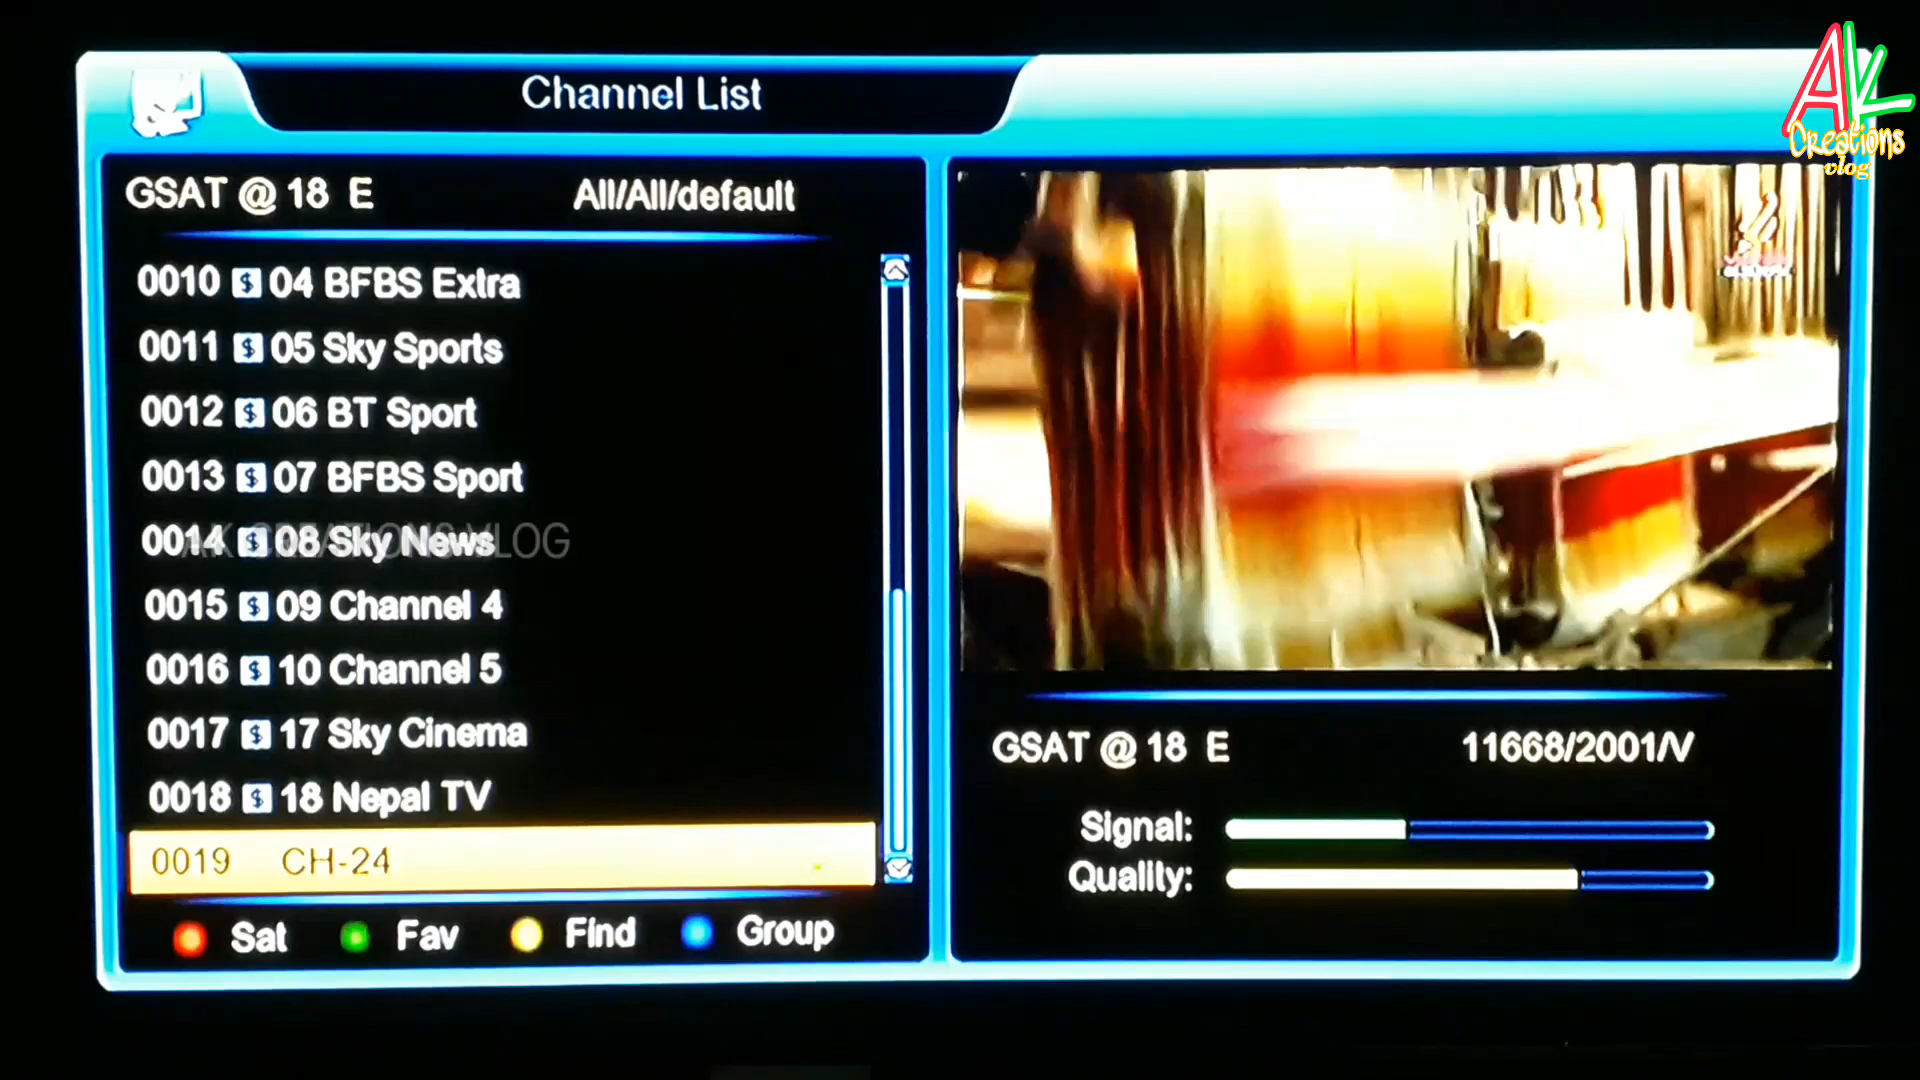 Channel List
AK
Creations
vlog
GSAT @ 18 E All/All/default
0010 $ 04 BFBS Extra
0011 $ 05 Sky Sports
0012 $ 06 BT Sport
0013 $ 07 BFBS Sport
0014 $ 08 Sky News
AK CREATIONS VLOG
0015 $ 09 Channel 4
0016 $ 10 Channel 5
0017 $ 17 Sky Cinema
0018 $ 18 Nepal TV
0019 CH-24
Sat Fav Find Group
GSAT @ 18 E 11668/2001/V
Signal:
Quality: